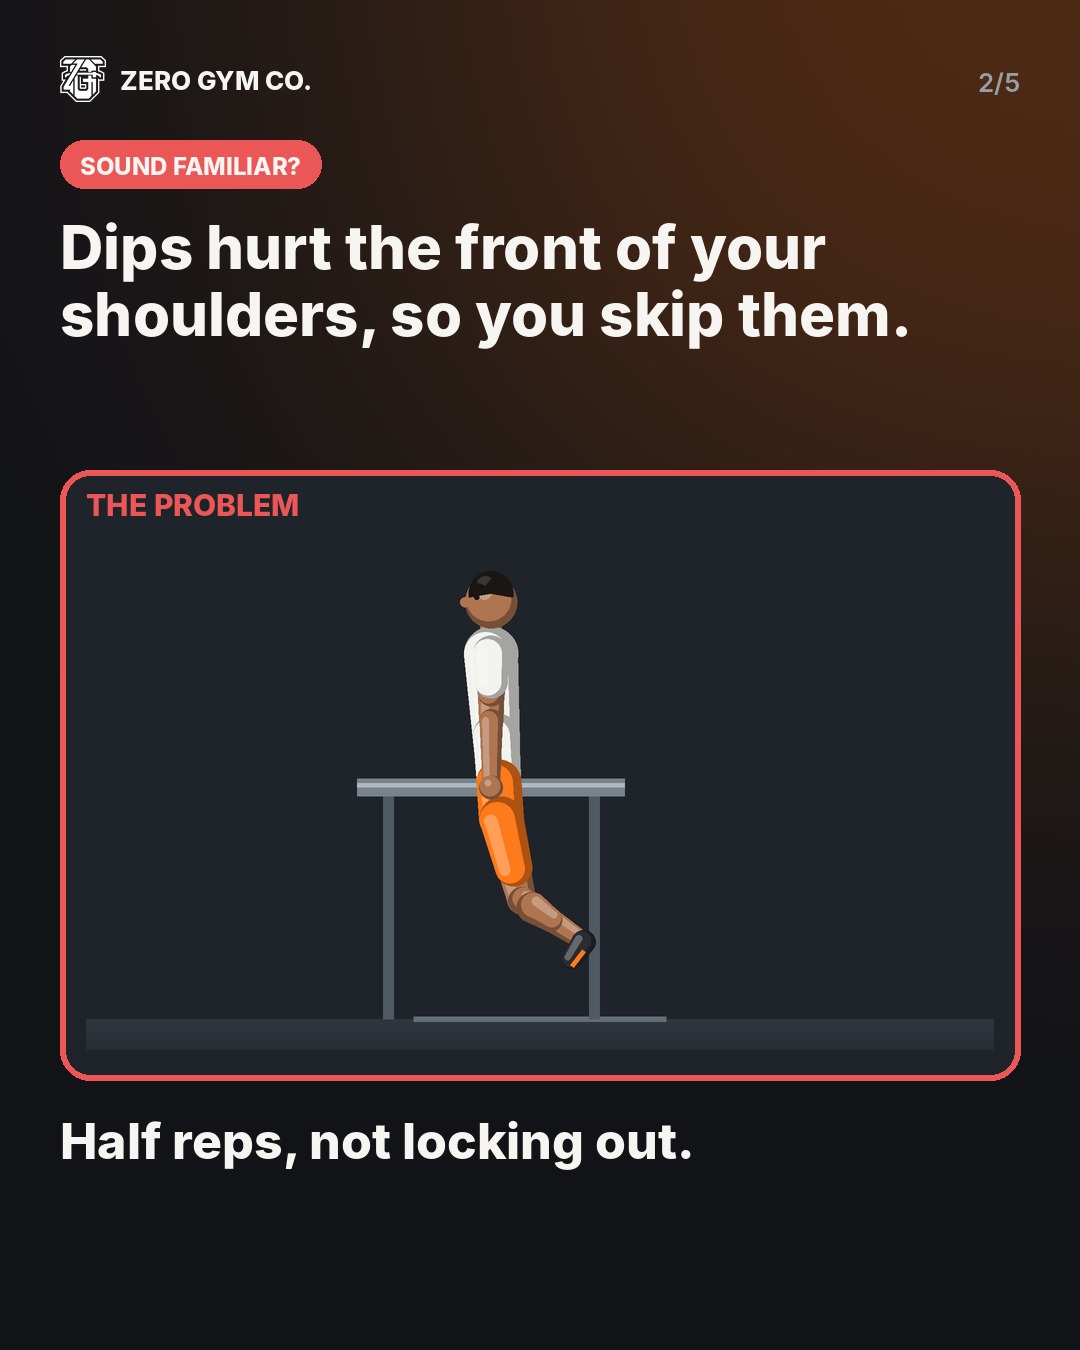 ZERO GYM CO.
2/5
SOUND FAMILIAR?
Dips hurt the front of your
shoulders, so you skip them.
THE PROBLEM
Half reps, not locking out.